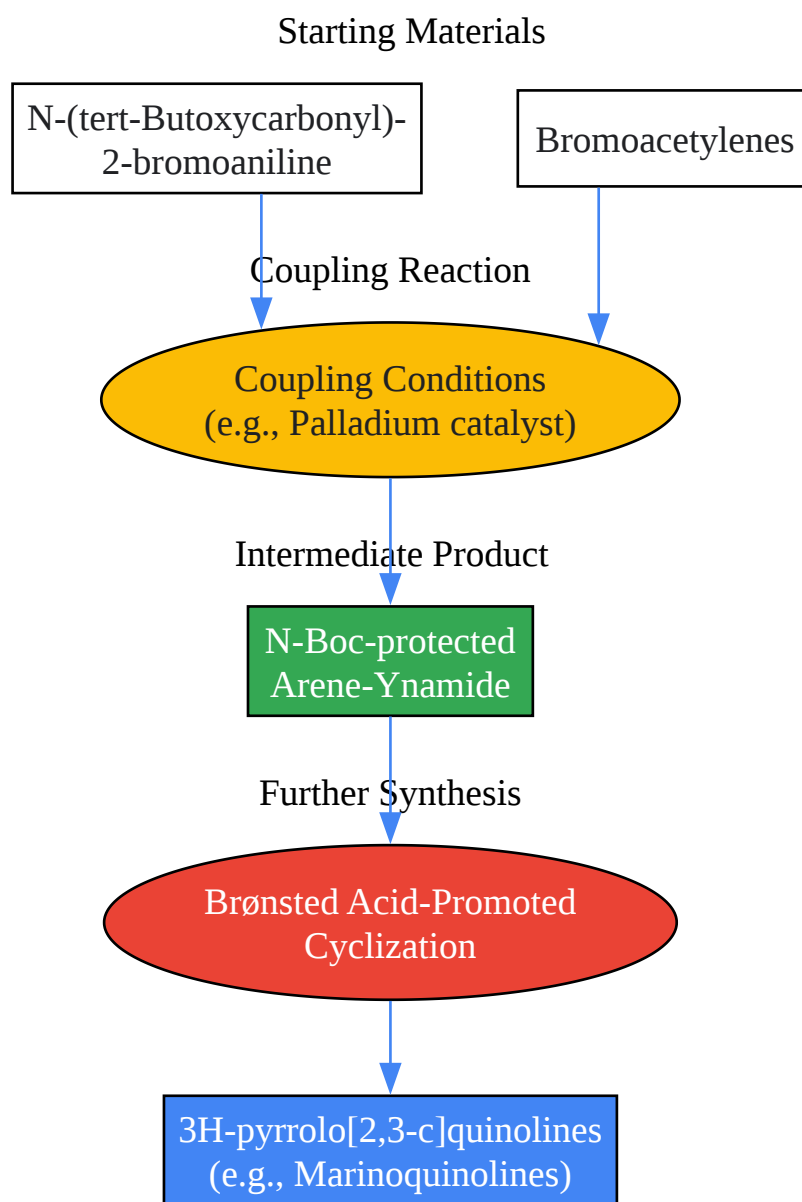 Starting Materials
N-(tert-Butoxycarbonyl)-
2-bromoaniline
Bromoacetylenes
Coupling Reaction
Coupling Conditions
(e.g., Palladium catalyst)
Intermediate Product
N-Boc-protected
Arene-Ynamide
Further Synthesis
Brønsted Acid-Promoted
Cyclization
3H-pyrrolo[2,3-c]quinolines
(e.g., Marinoquinolines)